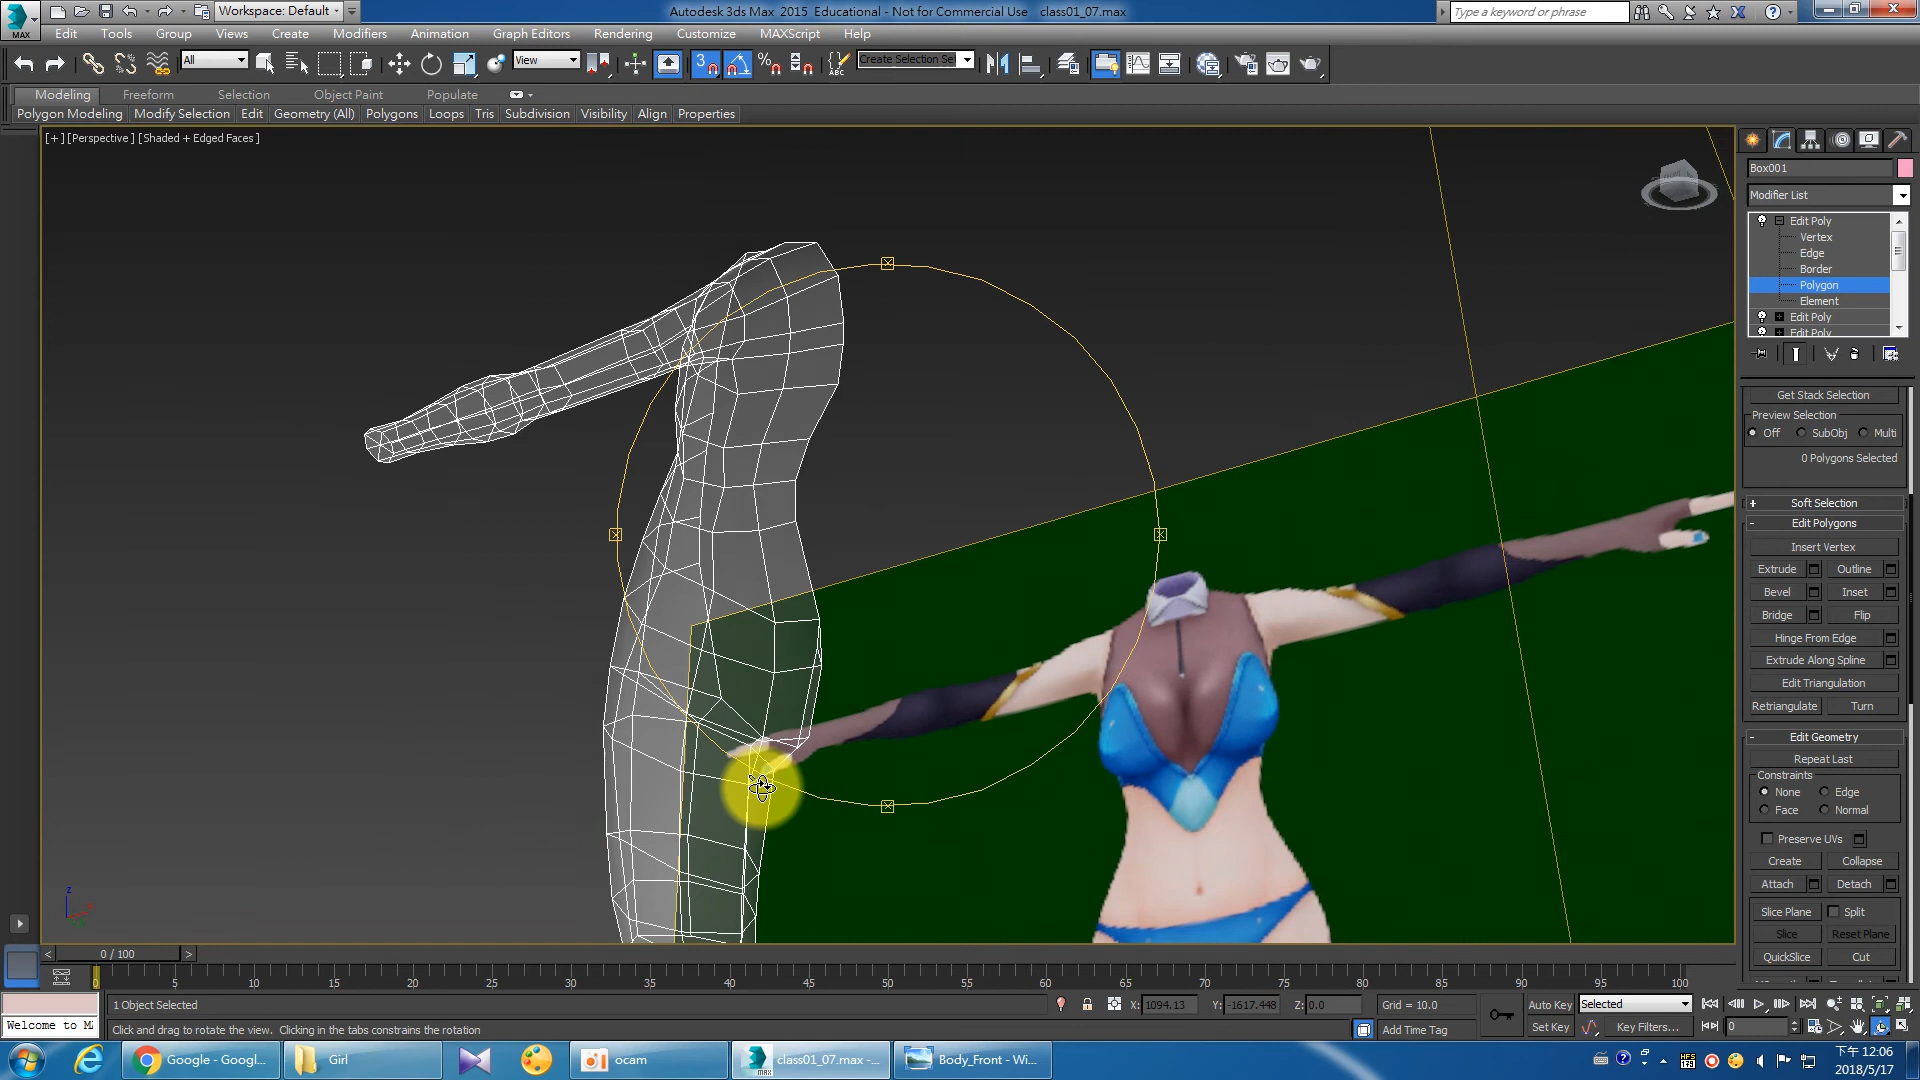 Workspace: Default
Autodesk 3ds Max 2015 Educational - Not for Commercial Use class01_07.max
Type a keyword or phrase
MAX
Edit Tools Group Views Create Modifiers Animation Graph Editors Rendering Customize MAXScript Help
All
View
3
ABC
Create Selection Se
Modeling Freeform Selection Object Paint Populate
Polygon Modeling Modify Selection Edit Geometry (All) Polygons Loops Tris Subdivision Visibility Align Properties
[+] [Perspective] [Shaded + Edged Faces]
Box001
Modifier List
Edit Poly
Vertex
Edge
Border
Polygon
Element
Edit Poly
Edit Poly
Get Stack Selection
Preview Selection
Off SubObj Multi
0 Polygons Selected
+ Soft Selection
- Edit Polygons
Insert Vertex
Extrude Outline
Bevel Inset
Bridge Flip
Hinge From Edge
Extrude Along Spline
Edit Triangulation
Retriangulate Turn
- Edit Geometry
Repeat Last
Constraints
None Edge
Face Normal
Preserve UVs
Create Collapse
Attach Detach
Slice Plane Split
Slice Reset Plane
QuickSlice Cut
z
< 0 / 100 >
0 5 10 15 20 25 30 35 40 45 50 55 60 65 70 75 80 85 90 95 100
1 Object Selected
X: 1094.13 Y: -1617.448 Z: 0.0 Grid = 10.0
Auto Key Selected
Welcome to M
Click and drag to rotate the view. Clicking in the tabs constrains the rotation
Add Time Tag
Set Key Key Filters... 0
Google - Googl...
Girl
ocam
class01_07.max -...
Body_Front - Wi...
下午 12:06
2018/5/17